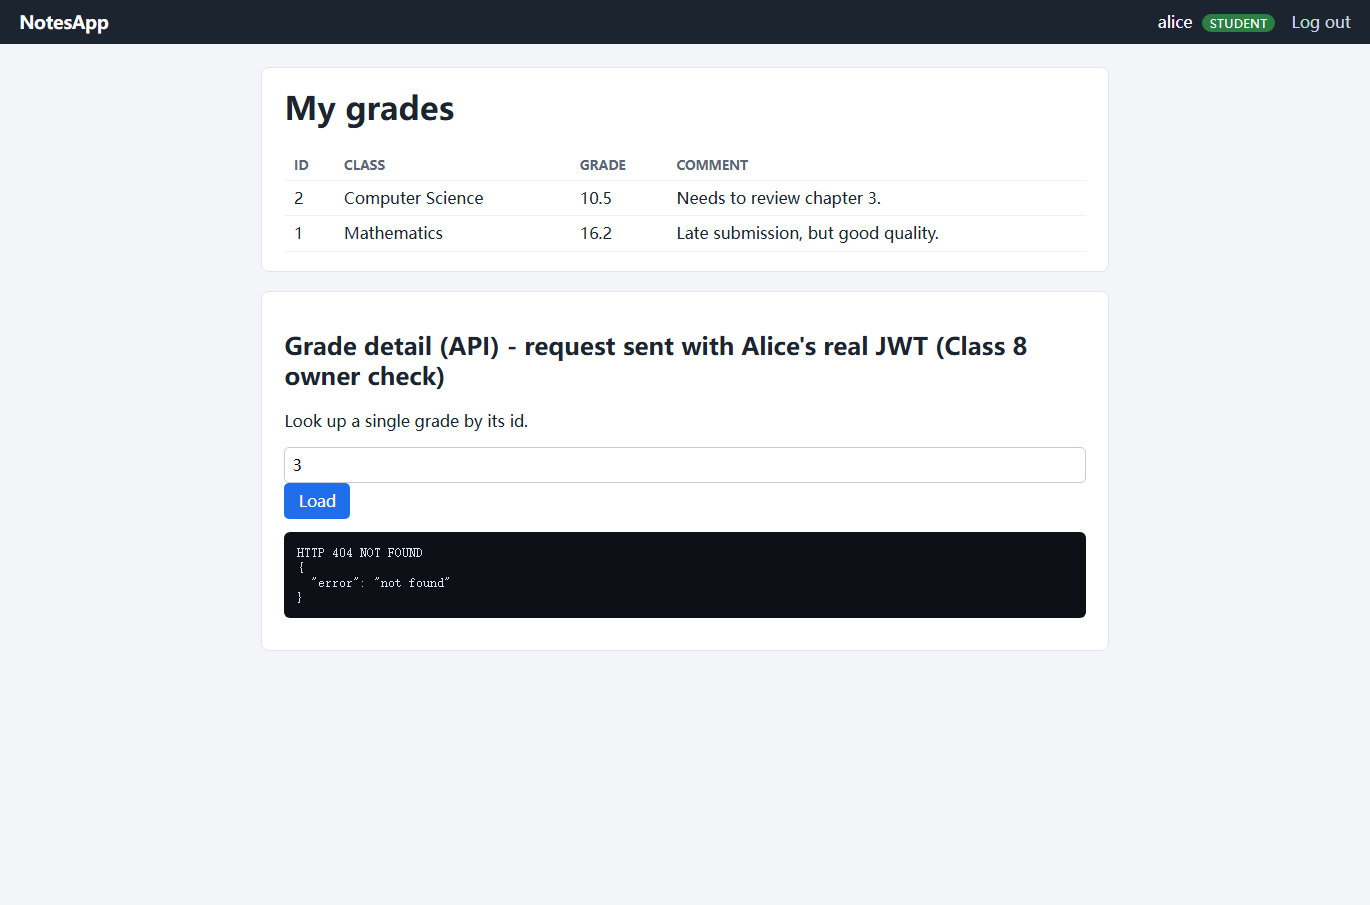 NotesApp
alice STUDENT Log out
My grades
ID CLASS GRADE COMMENT
2 Computer Science 10.5 Needs to review chapter 3.
1 Mathematics 16.2 Late submission, but good quality.
Grade detail (API) - request sent with Alice's real JWT (Class 8
owner check)
Look up a single grade by its id.
3
Load
HTTP 404 NOT FOUND
{
  "error": "not found"
}